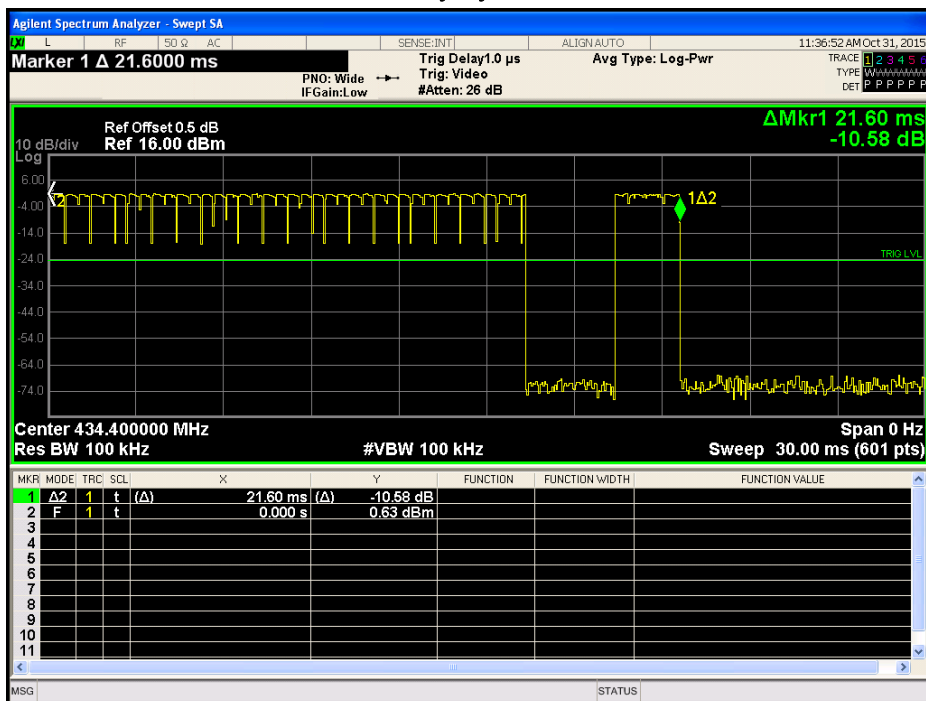 Agilent Spectrum Analyzer - Swept SA
LXI L RF 50 Ω AC SENSE:INT ALIGN AUTO 11:36:52 AM Oct 31, 2015
Marker 1 Δ 21.6000 ms
PNO: Wide
IFGain:Low
Trig Delay1.0 µs
Trig: Video
#Atten: 26 dB
Avg Type: Log-Pwr
TRACE 1 2 3 4 5 6
TYPE
DET P P P P P P
ΔMkr1 21.60 ms
-10.58 dB
Ref Offset 0.5 dB
10 dB/div Ref 16.00 dBm
Log
6.00
-4.00
-14.0
-24.0
-34.0
-44.0
-54.0
-64.0
-74.0
2
1Δ2
TRIG LVL
Center 434.400000 MHz Span 0 Hz
Res BW 100 kHz #VBW 100 kHz Sweep 30.00 ms (601 pts)
MKR MODE TRC SCL X Y FUNCTION FUNCTION WIDTH FUNCTION VALUE
1 Δ2 1 t (Δ) 21.60 ms (Δ) -10.58 dB
2 F 1 t 0.000 s 0.63 dBm
3
4
5
6
7
8
9
10
11
MSG STATUS